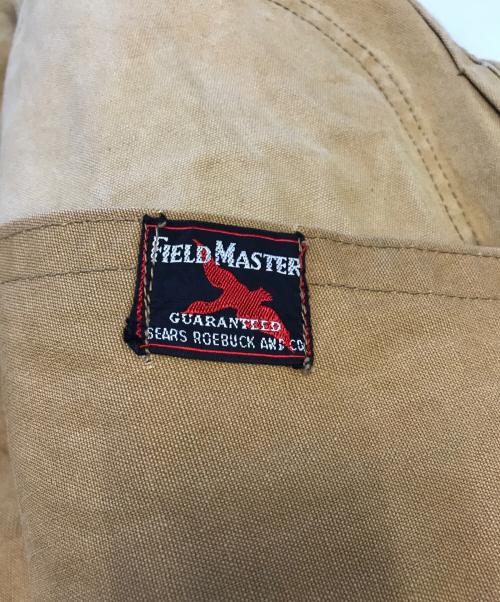 FIELD MASTER
GUARANTEED
SEARS ROEBUCK AND CO.